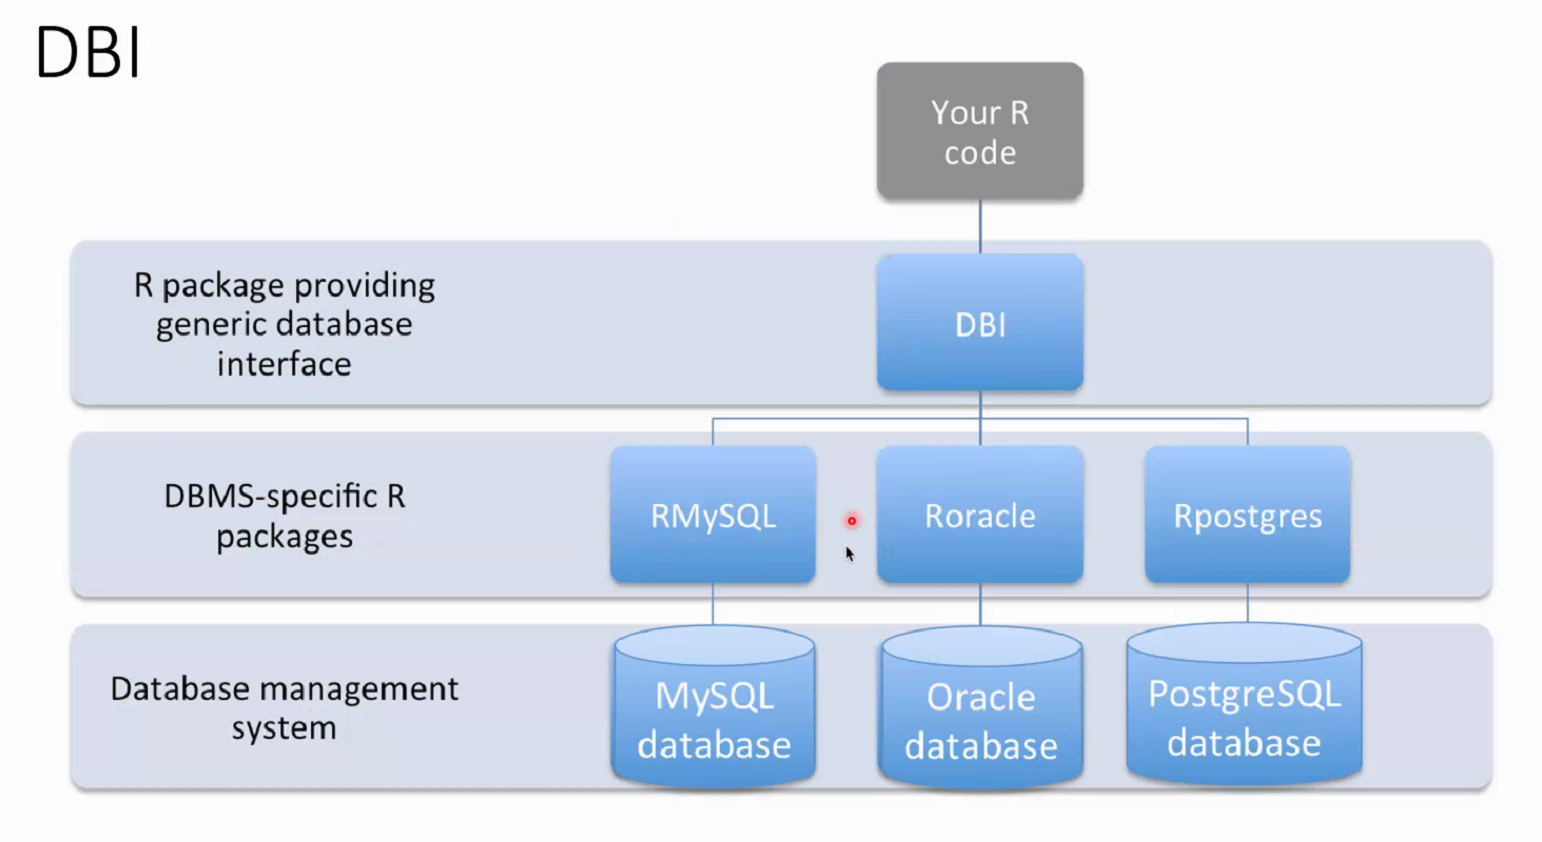 DBI
Your R
code
R package providing
generic database
interface
DBI
DBMS-specific R
packages
RMySQL
Roracle
Rpostgres
Database management
system
MySQL
database
Oracle
database
PostgreSQL
database